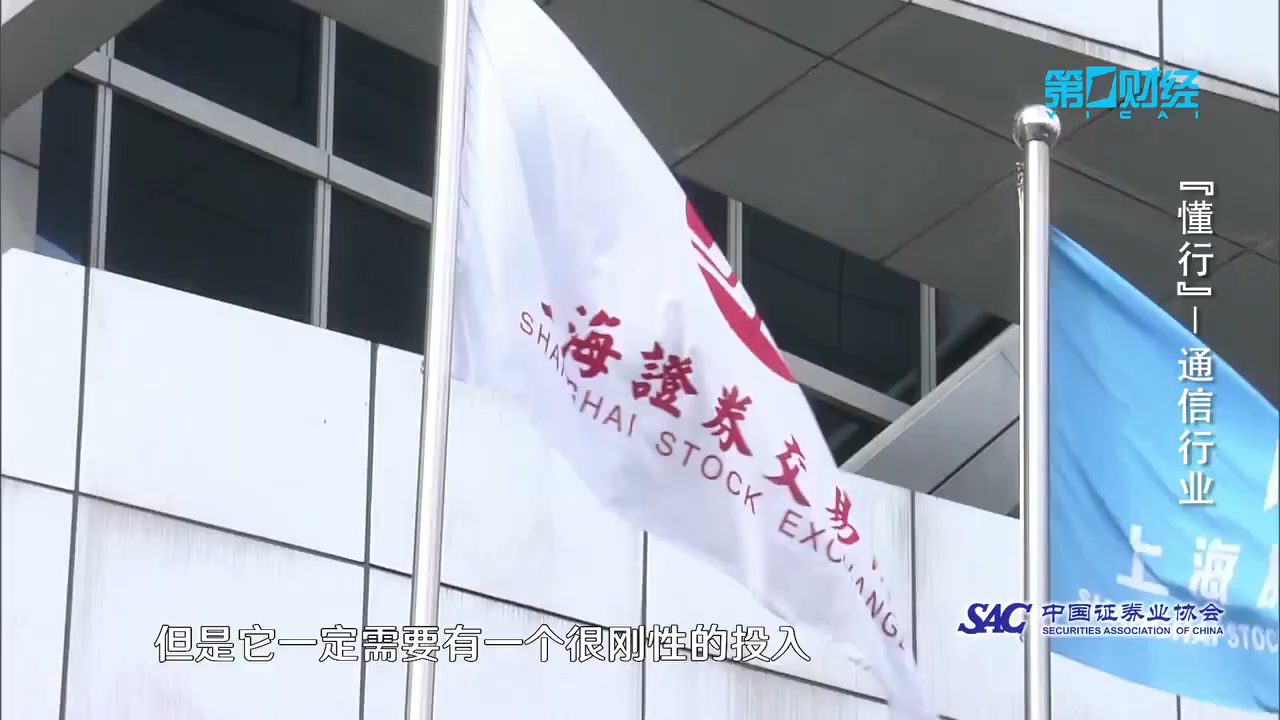 第一财经
YICAI
『懂行』—通信行业
海證券交易
SHANGHAI STOCK EXCHANGE
上海
SAC 中国证券业协会
SECURITIES ASSOCIATION OF CHINA
但是它一定需要有一个很刚性的投入